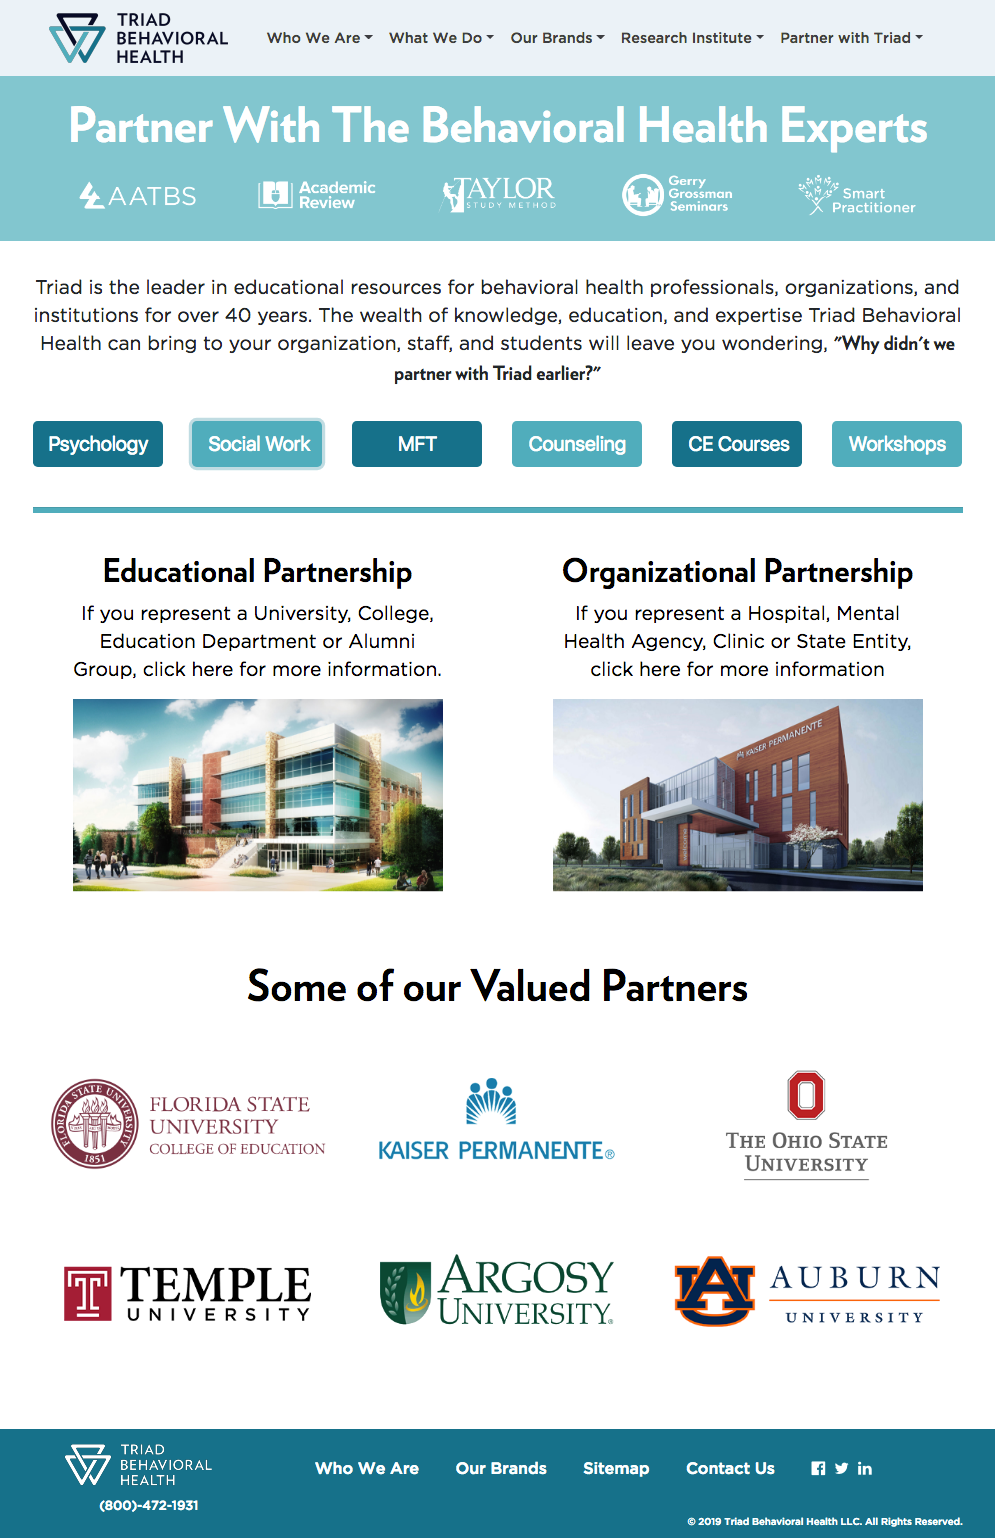 TRIAD
BEHAVIORAL
HEALTH
Who We Are
What We Do
Our Brands
Research Institute
Partner with Triad
Partner With The Behavioral Health Experts
AATBS
Academic
Review
TAYLOR
STUDY METHOD
Gerry
Grossman
Seminars
Smart
Practitioner
Triad is the leader in educational resources for behavioral health professionals, organizations, and
institutions for over 40 years. The wealth of knowledge, education, and expertise Triad Behavioral
Health can bring to your organization, staff, and students will leave you wondering, "Why didn't we
partner with Triad earlier?"
Psychology
Social Work
MFT
Counseling
CE Courses
Workshops
Educational Partnership
If you represent a University, College,
Education Department or Alumni
Group, click here for more information.
Organizational Partnership
If you represent a Hospital, Mental
Health Agency, Clinic or State Entity,
click here for more information
KAISER PERMANENTE
Some of our Valued Partners
FLORIDA STATE UNIVERSITY
1851
FLORIDA STATE
UNIVERSITY
COLLEGE OF EDUCATION
KAISER PERMANENTE®
O
THE OHIO STATE
UNIVERSITY
T
TEMPLE
UNIVERSITY
ARGOSY
UNIVERSITY®
AU
AUBURN
UNIVERSITY
TRIAD
BEHAVIORAL
HEALTH
(800)-472-1931
Who We Are
Our Brands
Sitemap
Contact Us
© 2019 Triad Behavioral Health LLC. All Rights Reserved.